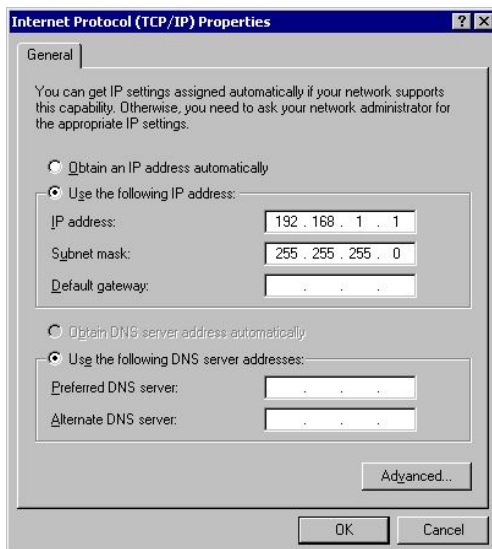 Internet Protocol (TCP/IP) Properties
? X
General
You can get IP settings assigned automatically if your network supports
this capability. Otherwise, you need to ask your network administrator for
the appropriate IP settings.
Obtain an IP address automatically
Use the following IP address:
IP address: 192 . 168 . 1 . 1
Subnet mask: 255 . 255 . 255 . 0
Default gateway: . . .
Obtain DNS server address automatically
Use the following DNS server addresses:
Preferred DNS server: . . .
Alternate DNS server: . . .
Advanced...
OK Cancel